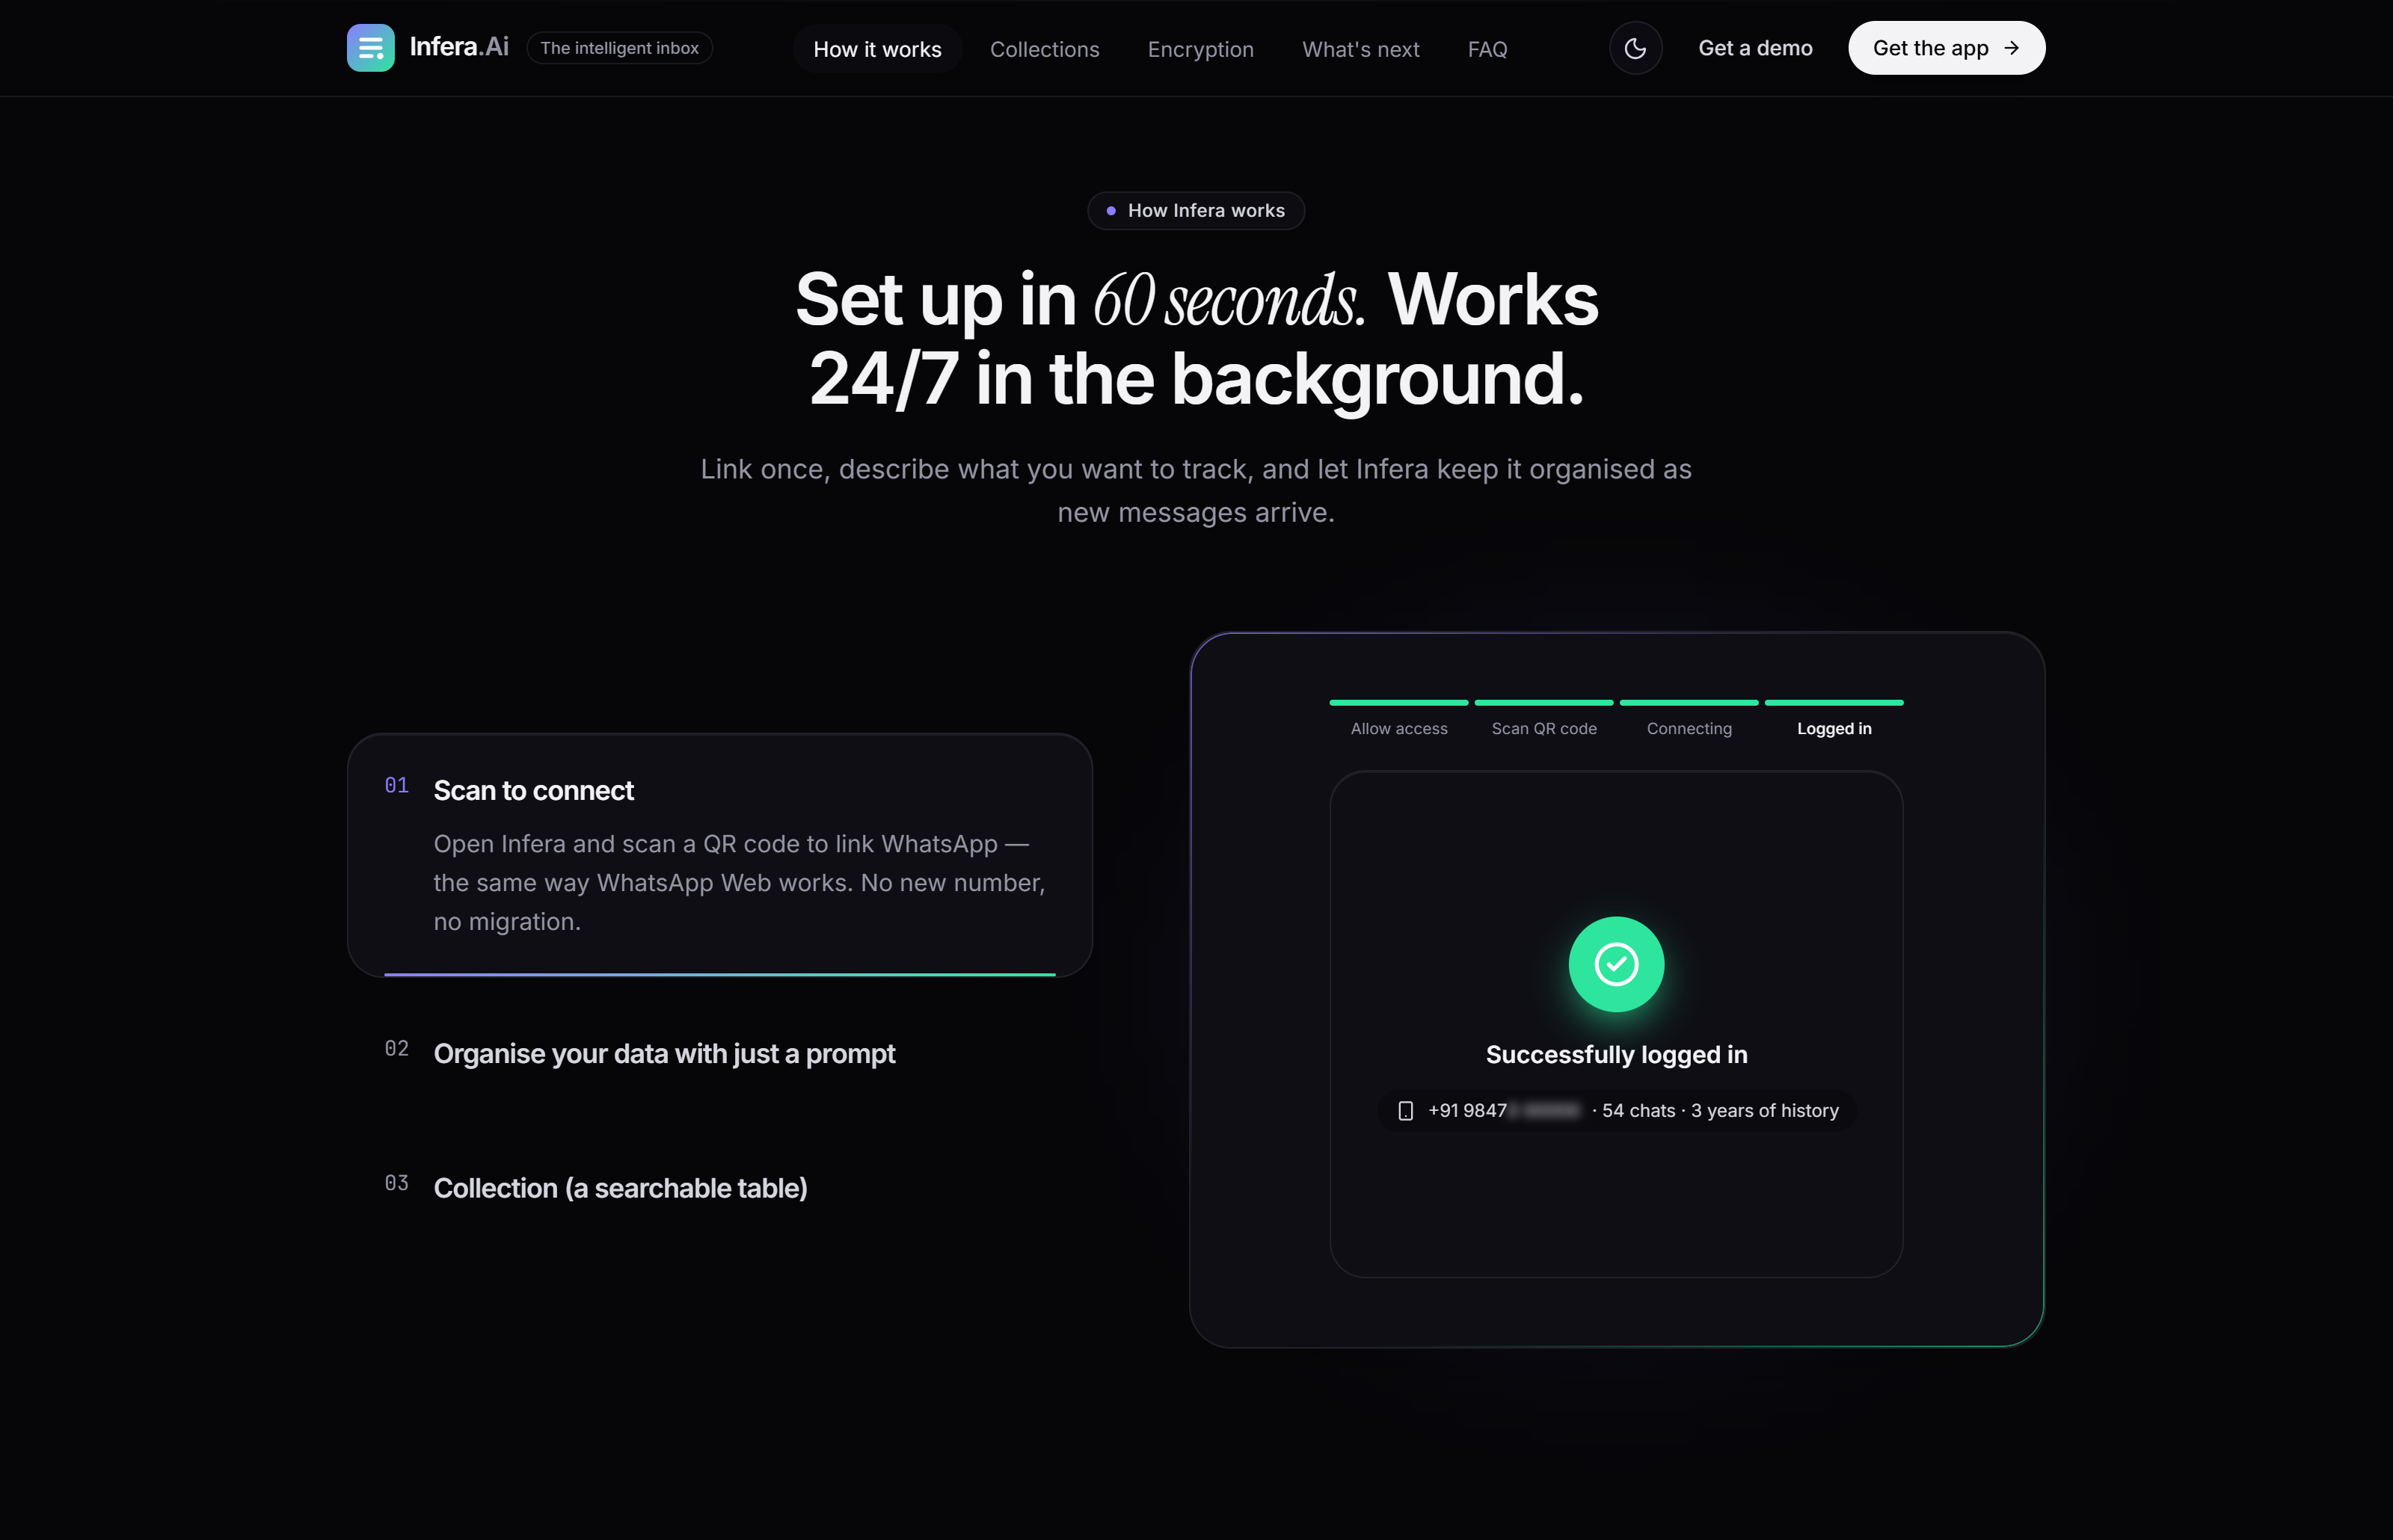 Infera.Ai
The intelligent inbox
How it works
Collections
Encryption
What's next
FAQ
Get a demo
Get the app →
How Infera works
Set up in 60 seconds. Works
24/7 in the background.
Link once, describe what you want to track, and let Infera keep it organised as
new messages arrive.
01 Scan to connect
Open Infera and scan a QR code to link WhatsApp —
the same way WhatsApp Web works. No new number,
no migration.
02 Organise your data with just a prompt
03 Collection (a searchable table)
Allow access
Scan QR code
Connecting
Logged in
Successfully logged in
+91 9847 · 54 chats · 3 years of history